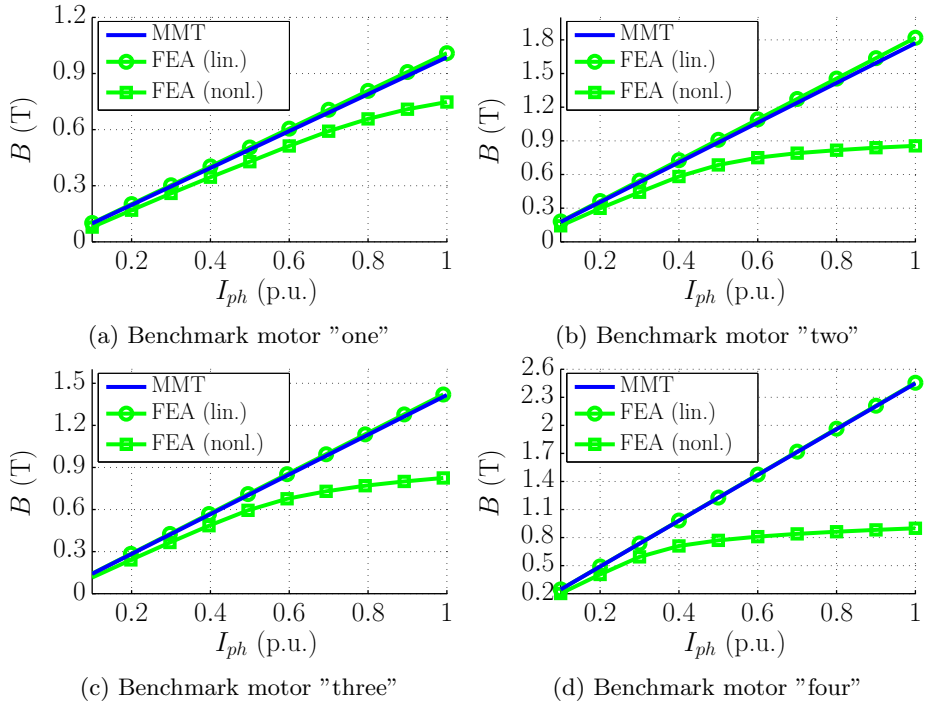 1.2
0.9
0.6
0.3
0
B (T)
MMT
FEA (lin.)
FEA (nonl.)
0.2 0.4 0.6 0.8 1
I_ph (p.u.)
(a) Benchmark motor "one"
1.8
1.5
1.2
0.9
0.6
0.3
0
B (T)
MMT
FEA (lin.)
FEA (nonl.)
0.2 0.4 0.6 0.8 1
I_ph (p.u.)
(b) Benchmark motor "two"
1.5
1.2
0.9
0.6
0.3
0
B (T)
MMT
FEA (lin.)
FEA (nonl.)
0.2 0.4 0.6 0.8 1
I_ph (p.u.)
(c) Benchmark motor "three"
2.6
2.3
2
1.7
1.4
1.1
0.8
0.5
0.2
B (T)
MMT
FEA (lin.)
FEA (nonl.)
0.2 0.4 0.6 0.8 1
I_ph (p.u.)
(d) Benchmark motor "four"